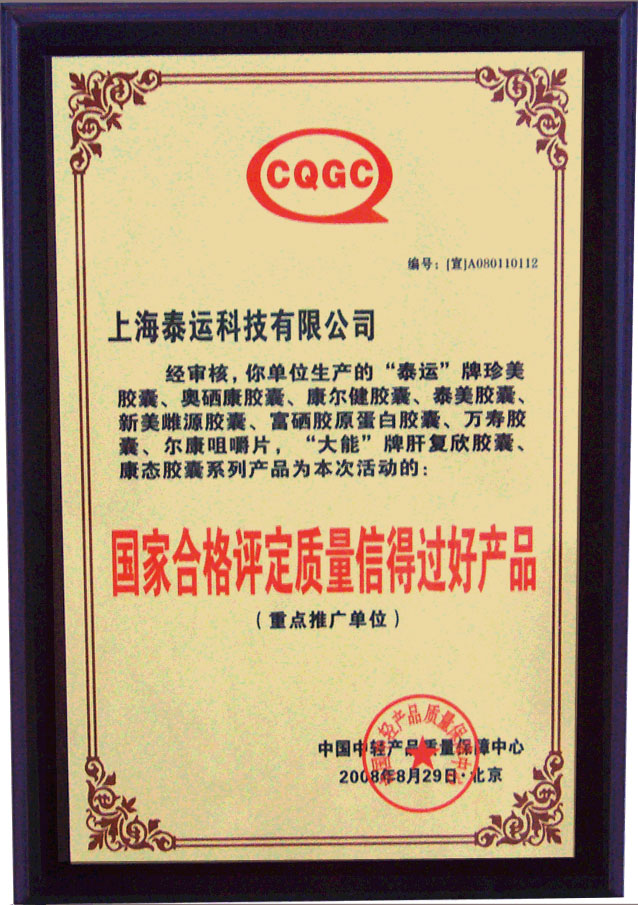 CQGC
编号：[宣]A080110112
上海泰运科技有限公司
经审核，你单位生产的“泰运”牌珍美
胶囊、奥硒康胶囊、康尔健胶囊、泰美胶囊、
新美雌源胶囊、富硒胶原蛋白胶囊、万寿胶
囊、尔康咀嚼片，“大能”牌肝复欣胶囊、
康态胶囊系列产品为本次活动的：
国家合格评定质量信得过好产品
（重点推广单位）
中国中轻产品质量保障中心
2008年8月29日·北京